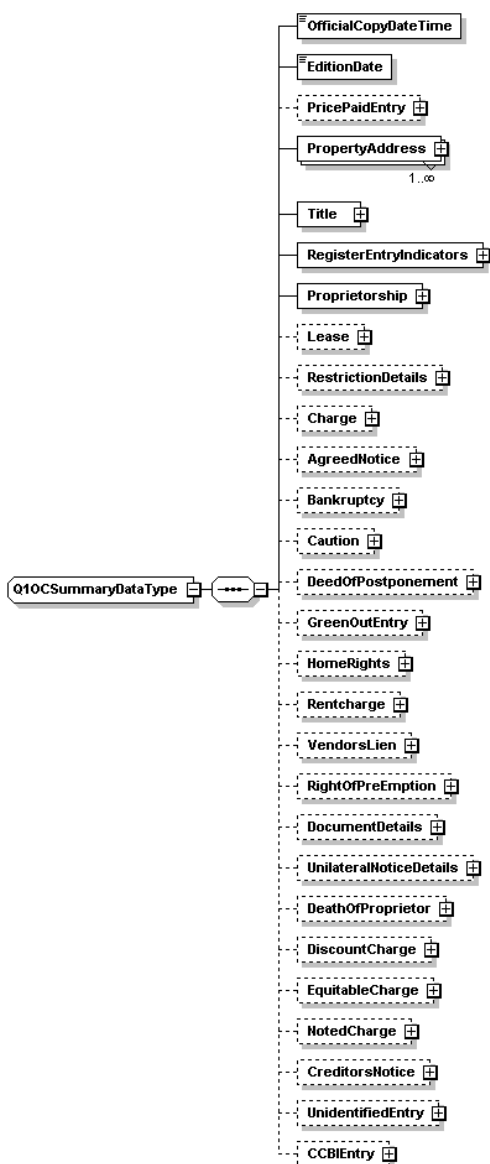 OfficialCopyDateTime
EditionDate
PricePaidEntry
PropertyAddress
1..∞
Title
RegisterEntryIndicators
Proprietorship
Lease
RestrictionDetails
Charge
AgreedNotice
Bankruptcy
Caution
DeedOfPostponement
Q1OCSummaryDataType
GreenOutEntry
HomeRights
Rentcharge
VendorsLien
RightOfPreEmption
DocumentDetails
UnilateralNoticeDetails
DeathOfProprietor
DiscountCharge
EquitableCharge
NotedCharge
CreditorsNotice
UnidentifiedEntry
CCBIEntry